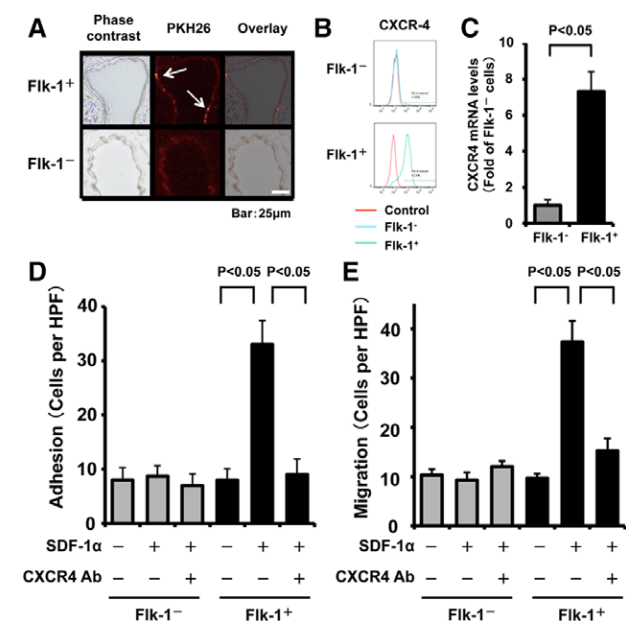 A
Phase contrast
PKH26
Overlay
Flk-1+
Flk-1−
Bar:25µm
B
CXCR-4
Flk-1−
Flk-1+
Control
Flk-1-
Flk-1+
C
P<0.05
CXCR4 mRNA levels
(Fold of Flk-1− cells)
10
8
6
4
2
0
Flk-1-
Flk-1+
D
P<0.05 P<0.05
Adhesion (Cells per HPF)
40
30
20
10
0
SDF-1α − + + − + +
CXCR4 Ab − − + − − +
Flk-1− Flk-1+
E
P<0.05 P<0.05
Migration (Cells per HPF)
40
30
20
10
0
SDF-1α − + + − + +
CXCR4 Ab − − + − − +
Flk-1− Flk-1+